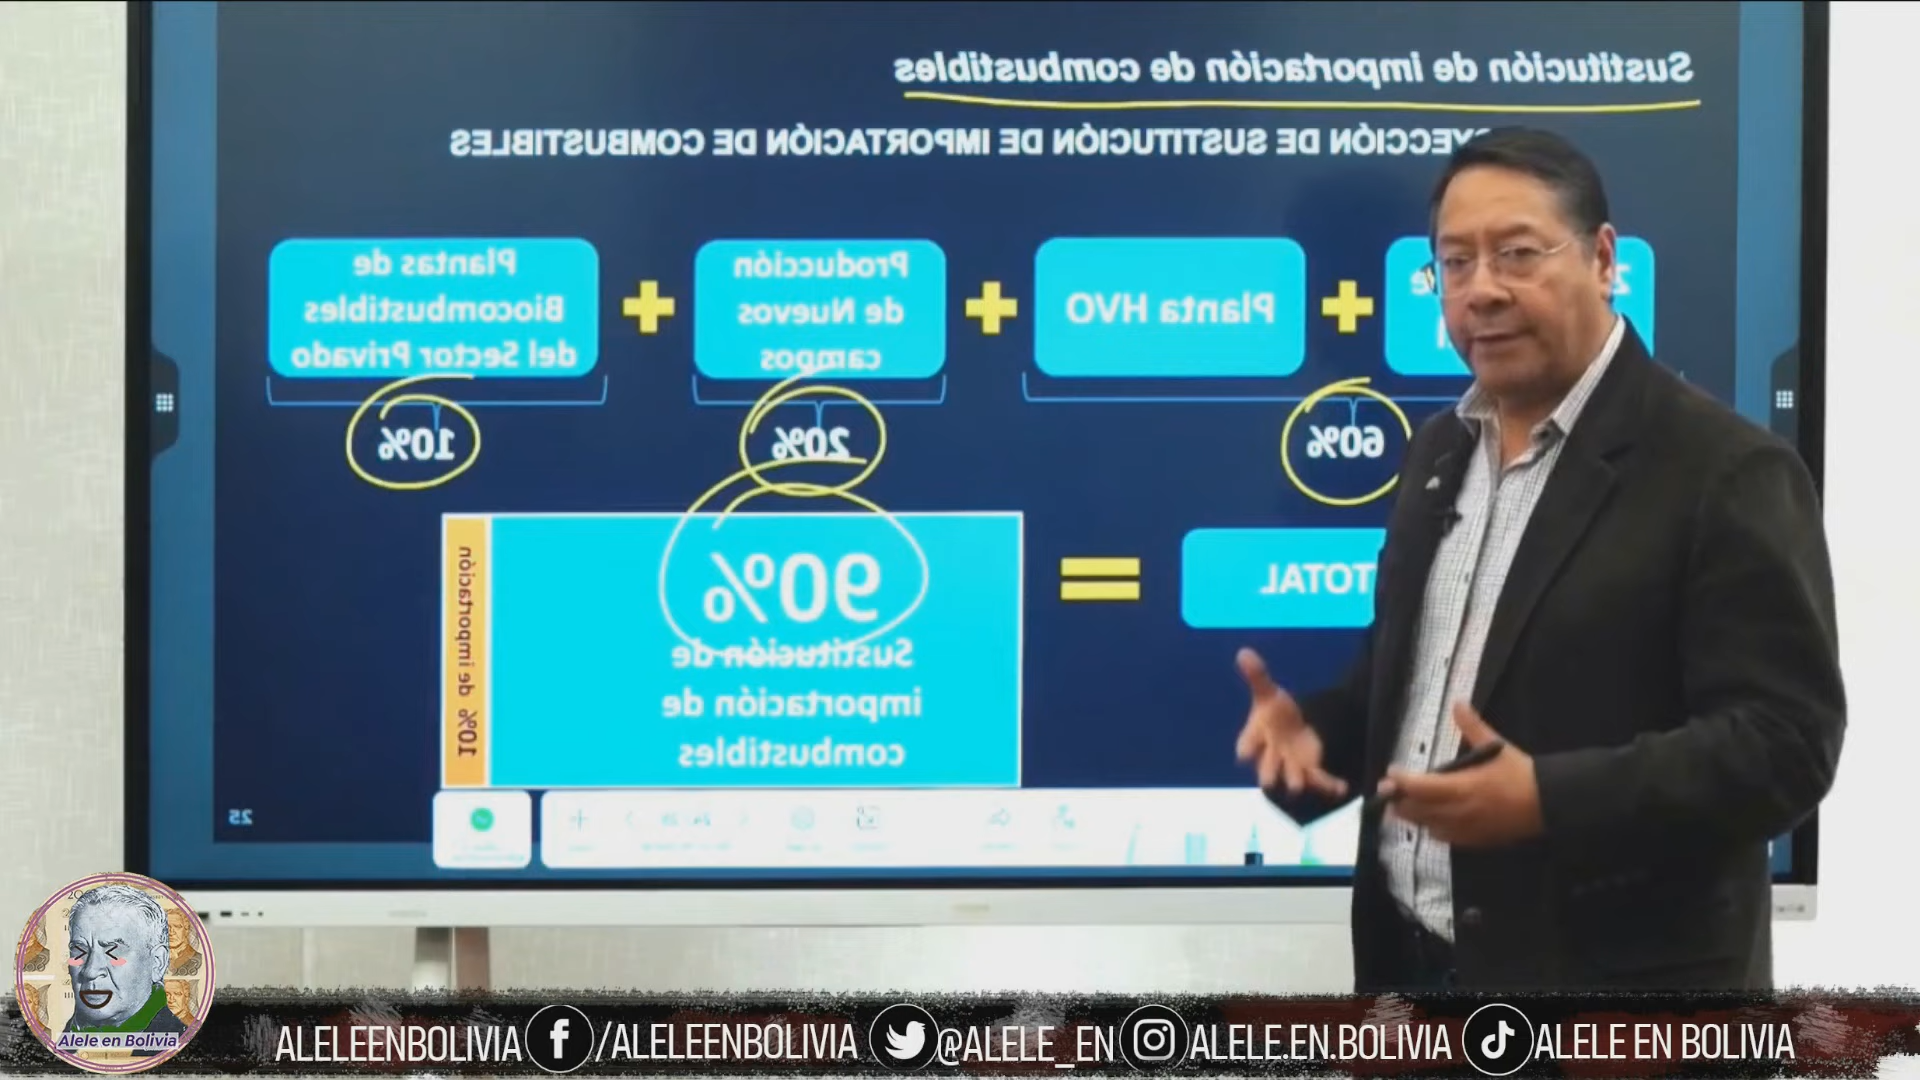 Sustitución de importación de combustibles
YECCIÓN DE SUSTITUCIÓN DE IMPORTACIÓN DE COMBUSTIBLES
Planta HVO
Producción
de Nuevos
campos
Plantas de
Biocombustibles
del Sector Privado
+
+
+
60%
20%
10%
TOTAL
=
90%
Sustitución de
importación de
combustibles
10% de importación
25
Alele en Bolivia
ALELEENBOLIVIA /ALELEENBOLIVIA @ALELE_EN ALELE.EN.BOLIVIA ALELE EN BOLIVIA